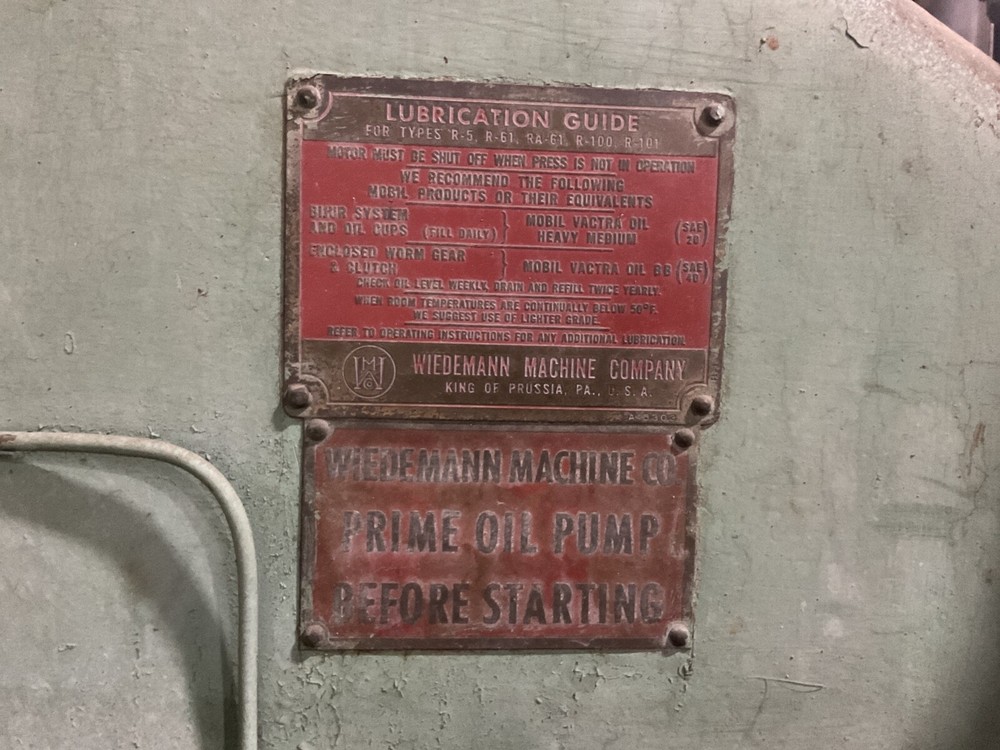 LUBRICATION GUIDE
FOR TYPES R-5, R-61, RA-61, R-100, R-101
MOTOR MUST BE SHUT OFF WHEN PRESS IS NOT IN OPERATION
WE RECOMMEND THE FOLLOWING
MOBIL PRODUCTS OR THEIR EQUIVALENTS
BIJUR SYSTEM
AND OIL CUPS (FILL DAILY)
MOBIL VACTRA OIL
HEAVY MEDIUM
(SAE
20)
ENCLOSED WORM GEAR
& CLUTCH
MOBIL VACTRA OIL BB
(SAE
40)
CHECK OIL LEVEL WEEKLY. DRAIN AND REFILL TWICE YEARLY.
WHEN ROOM TEMPERATURES ARE CONTINUALLY BELOW 50°F.
WE SUGGEST USE OF LIGHTER GRADE.
REFER TO OPERATING INSTRUCTIONS FOR ANY ADDITIONAL LUBRICATION.
WIEDEMANN MACHINE COMPANY
KING OF PRUSSIA, PA., U. S. A.
WIEDEMANN MACHINE CO
PRIME OIL PUMP
BEFORE STARTING